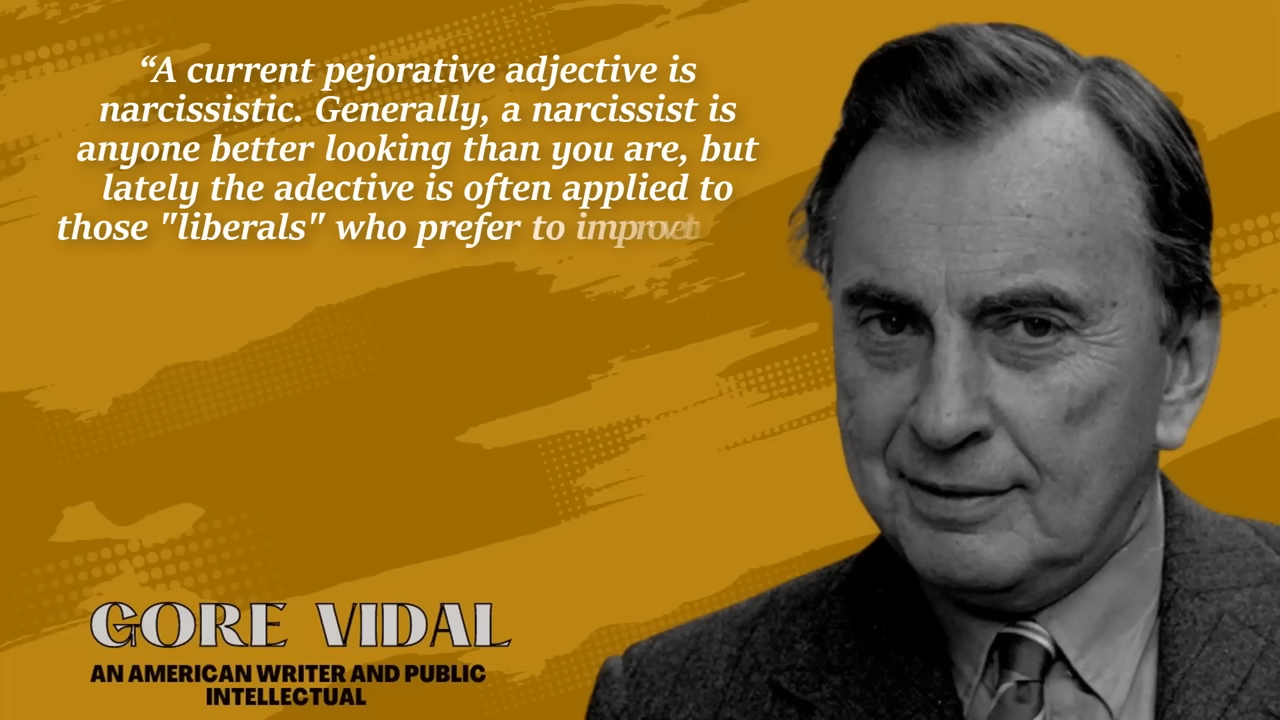 “A current pejorative adjective is
narcissistic. Generally, a narcissist is
anyone better looking than you are, but
lately the adective is often applied to
those "liberals" who prefer to
GORE VIDAL
AN AMERICAN WRITER AND PUBLIC
INTELLECTUAL